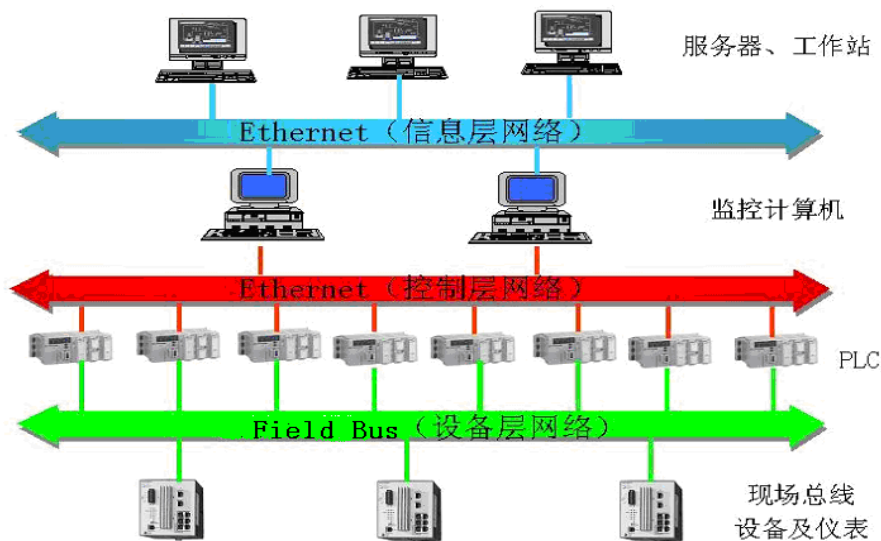 服务器、工作站
Ethernet（信息层网络）
监控计算机
Ethernet（控制层网络）
PLC
Field Bus（设备层网络）
现场总线
设备及仪表